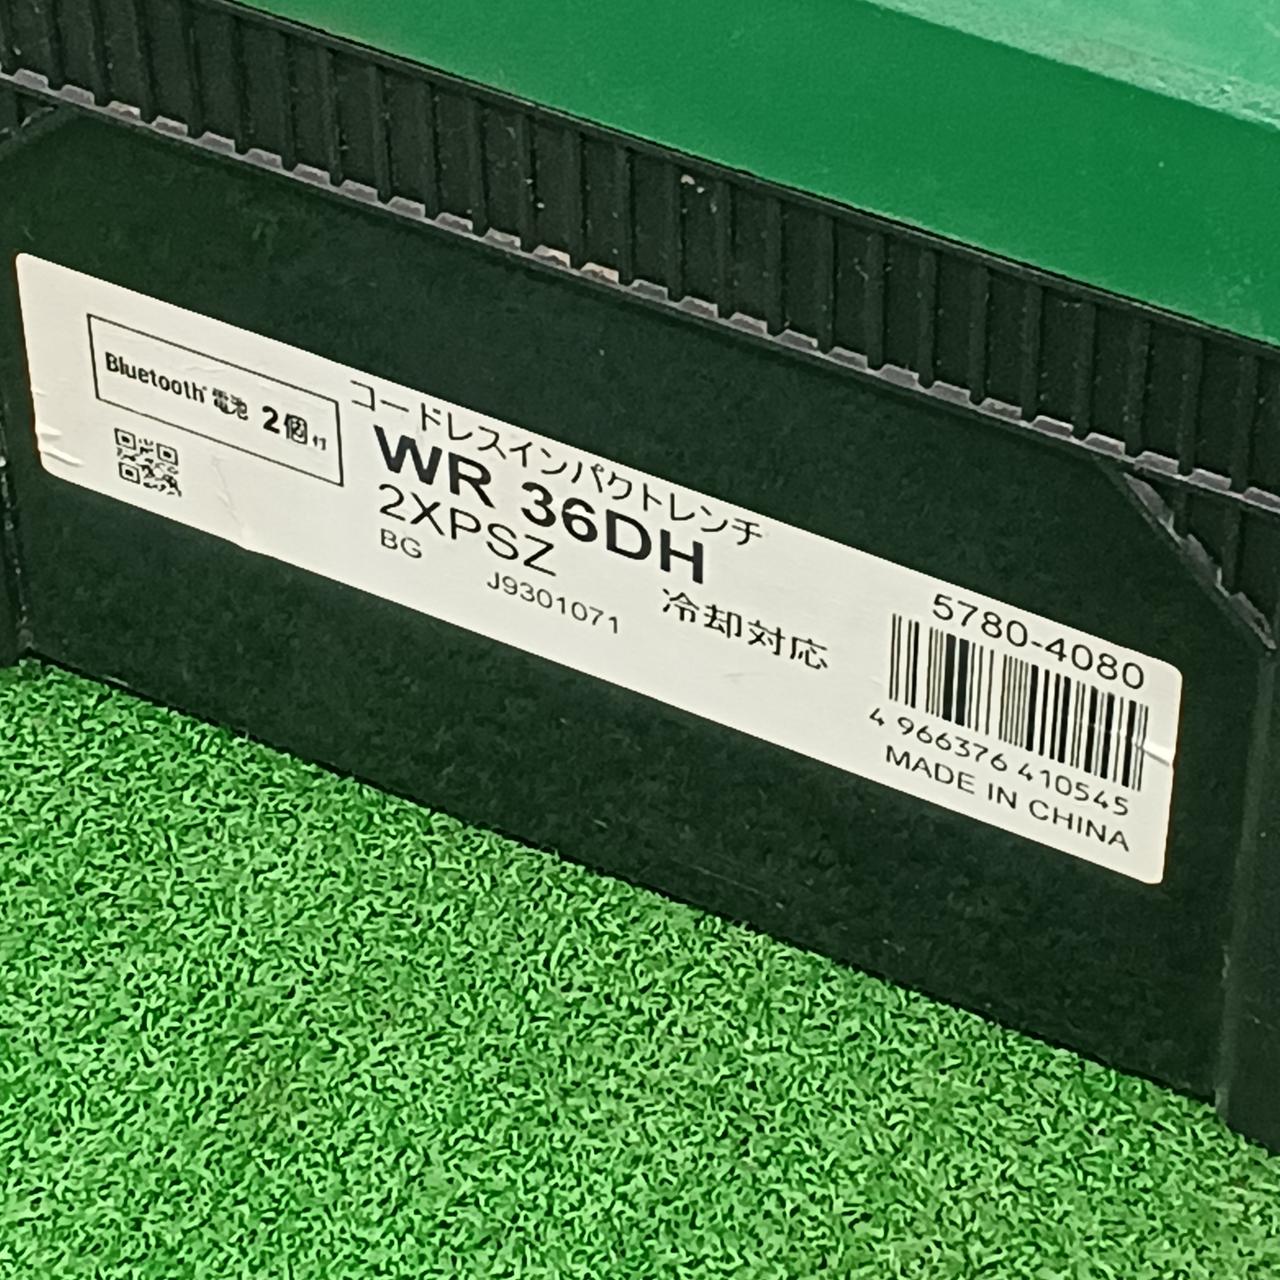 Bluetooth® 電池 2個付
コードレスインパクトレンチ
WR 36DH
2XPSZ
BG J9301071
冷却対応
5780-4080
4 966376 410545
MADE IN CHINA